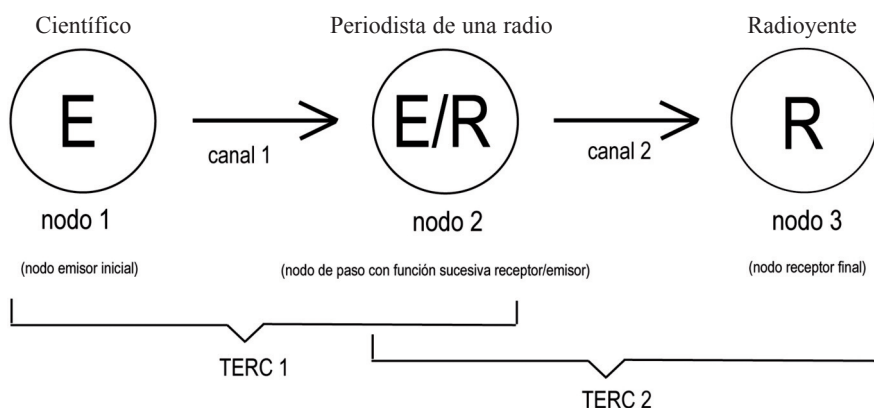 Científico Periodista de una radio Radioyente
E E/R R
canal 1 canal 2
nodo 1 nodo 2 nodo 3
(nodo emisor inicial) (nodo de paso con función sucesiva receptor/emisor) (nodo receptor final)
TERC 1
TERC 2